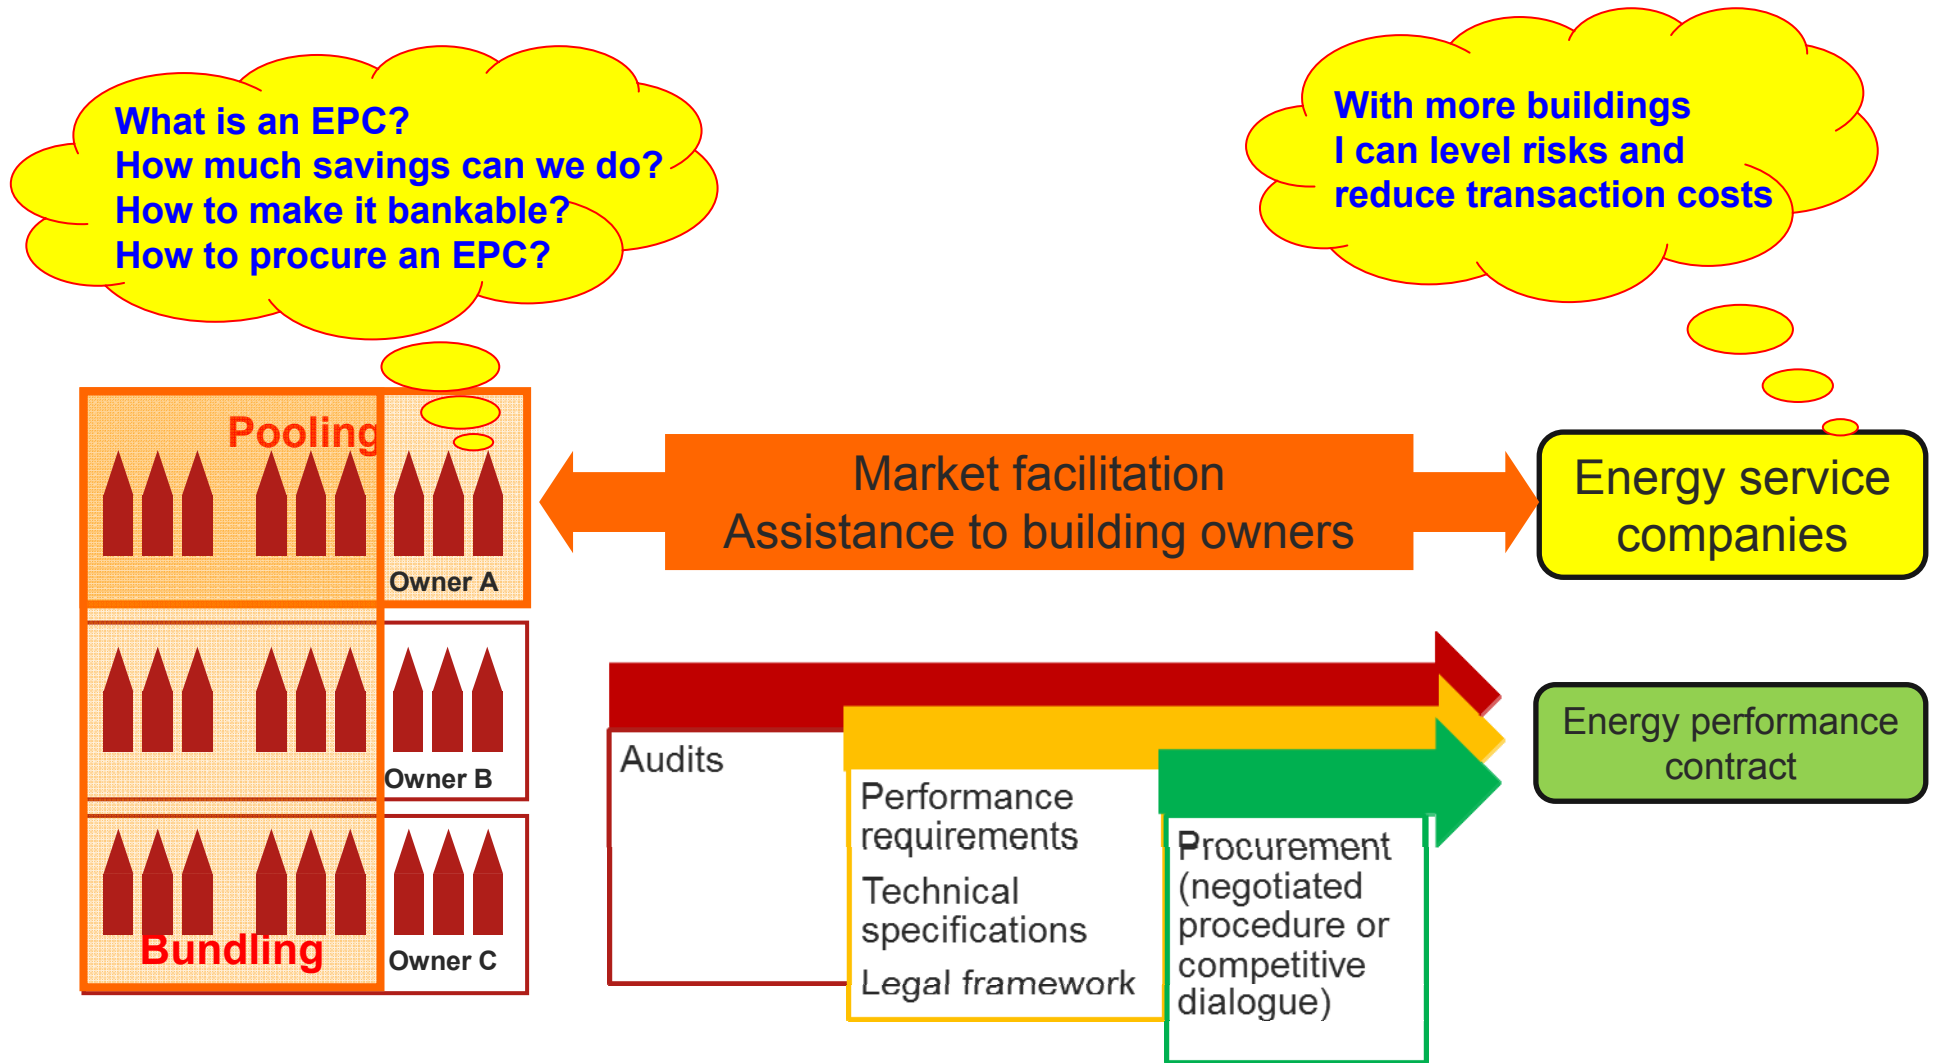 What is an EPC?
How much savings can we do?
How to make it bankable?
How to procure an EPC?
With more buildings
I can level risks and
reduce transaction costs
Pooling
Owner A
Owner B
Bundling
Owner C
Market facilitation
Assistance to building owners
Energy service
companies
Audits
Performance
requirements
Technical
specifications
Legal framework
Procurement
(negotiated
procedure or
competitive
dialogue)
Energy performance
contract